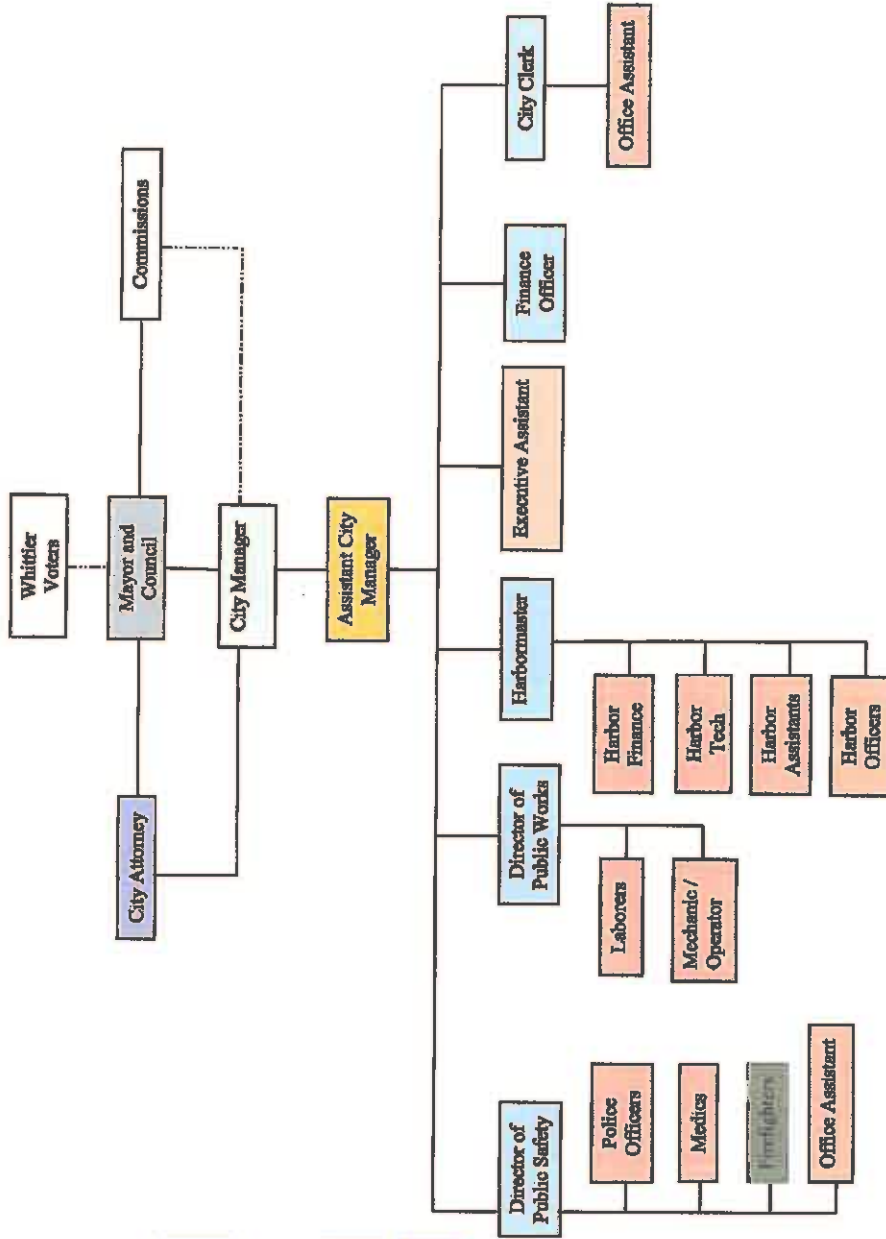 Whittier
Voters
Mayor and
Council
City Attorney
Commissions
City Manager
Assistant City
Manager
Director of
Public Safety
Director of
Public Works
Harbormaster
Executive Assistant
Finance
Officer
City Clerk
Police
Officers
Medics
Firefighters
Office Assistant
Laborers
Mechanic /
Operator
Harbor
Finance
Harbor
Tech
Harbor
Assistants
Harbor
Officers
Office Assistant